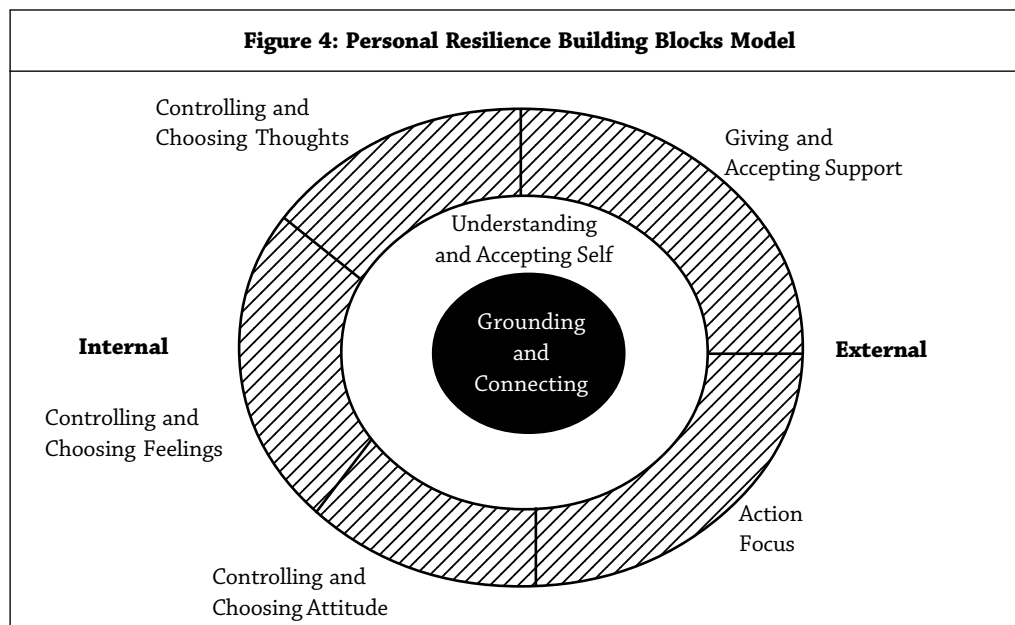 Figure 4: Personal Resilience Building Blocks Model
Controlling and
Choosing Thoughts
Giving and
Accepting Support
Understanding
and Accepting Self
Grounding
and
Connecting
Internal
External
Controlling and
Choosing Feelings
Action
Focus
Controlling and
Choosing Attitude